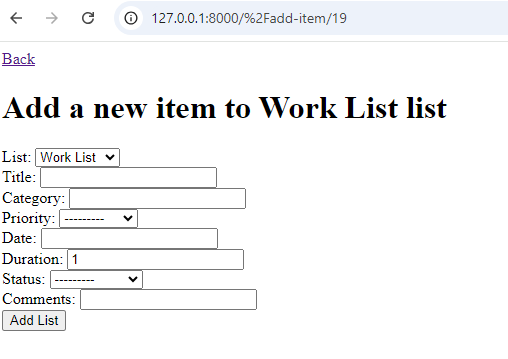 127.0.0.1:8000/%2Fadd-item/19
Back
Add a new item to Work List list
List: Work List
Title:
Category:
Priority: ---------
Date:
Duration: 1
Status: ---------
Comments:
Add List